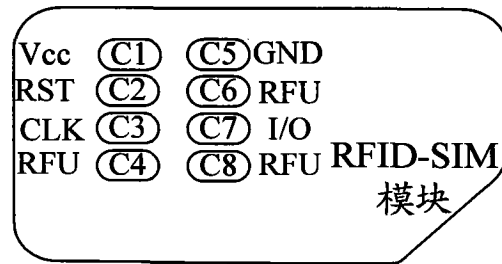 Vcc C1 C5 GND
RST C2 C6 RFU
CLK C3 C7 I/O
RFU C4 C8 RFU RFID-SIM
模块